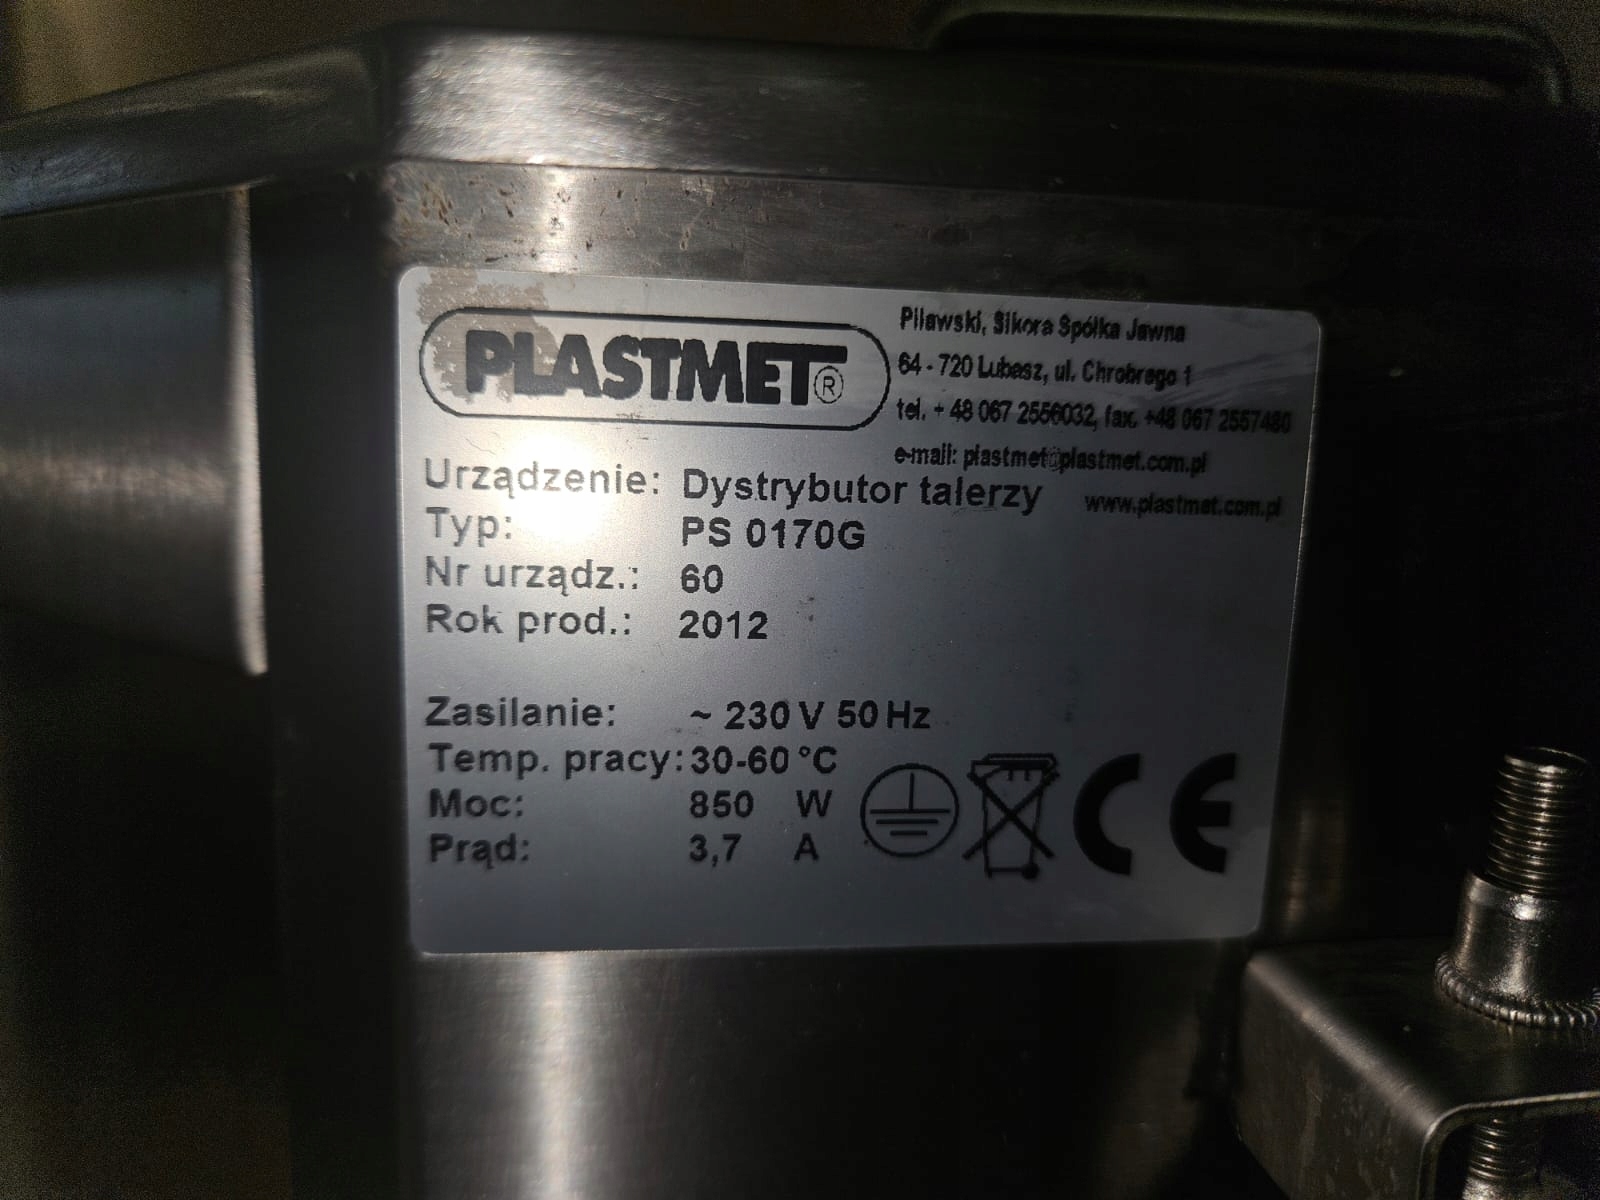 PLASTMET®
Pilawski, Sikora Spółka Jawna
64 - 720 Lubasz, ul. Chrobrego 1
tel. + 48 067 2556032, fax. +48 067 2557480
e-mail: plastmet@plastmet.com.pl
www.plastmet.com.pl
Urządzenie: Dystrybutor talerzy
Typ: PS 0170G
Nr urządz.: 60
Rok prod.: 2012
Zasilanie: ~ 230 V 50 Hz
Temp. pracy: 30-60 °C
Moc: 850 W
Prąd: 3,7 A
CE